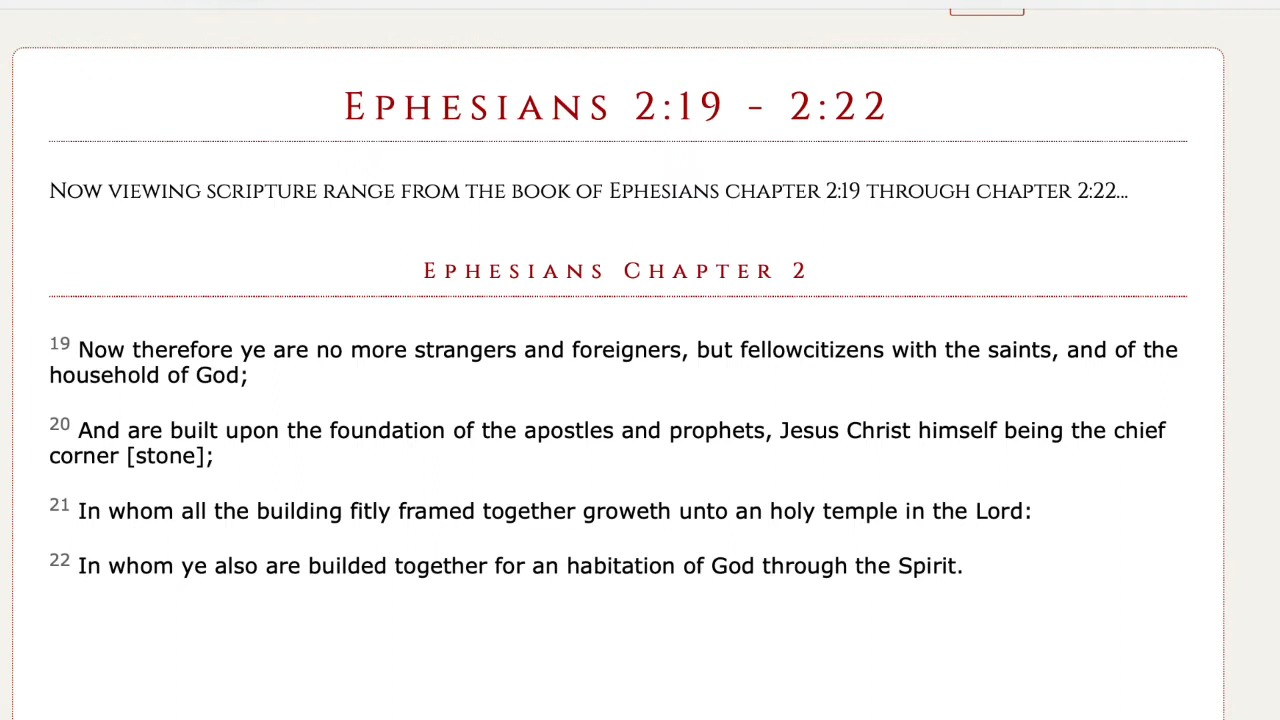 Ephesians 2:19 - 2:22
Now viewing scripture range from the book of Ephesians chapter 2:19 through chapter 2:22...
Ephesians Chapter 2
19 Now therefore ye are no more strangers and foreigners, but fellowcitizens with the saints, and of the
household of God;
20 And are built upon the foundation of the apostles and prophets, Jesus Christ himself being the chief
corner [stone];
21 In whom all the building fitly framed together groweth unto an holy temple in the Lord:
22 In whom ye also are builded together for an habitation of God through the Spirit.